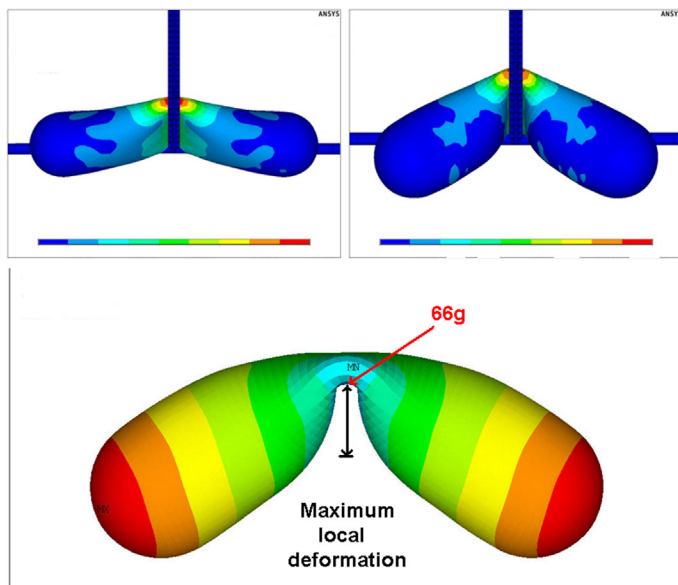 ANSYS
ANSYS
66g
MN
MX
Maximum
local
deformation